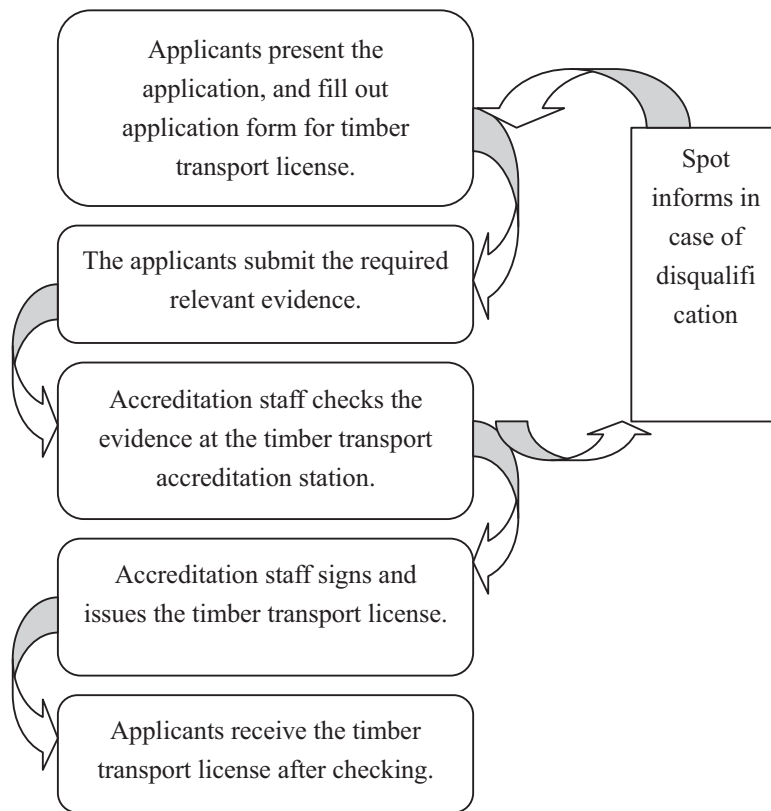 Applicants present the
application, and fill out
application form for timber
transport license.
Spot
informs in
case of
disqualifi
cation
The applicants submit the required
relevant evidence.
Accreditation staff checks the
evidence at the timber transport
accreditation station.
Accreditation staff signs and
issues the timber transport license.
Applicants receive the timber
transport license after checking.